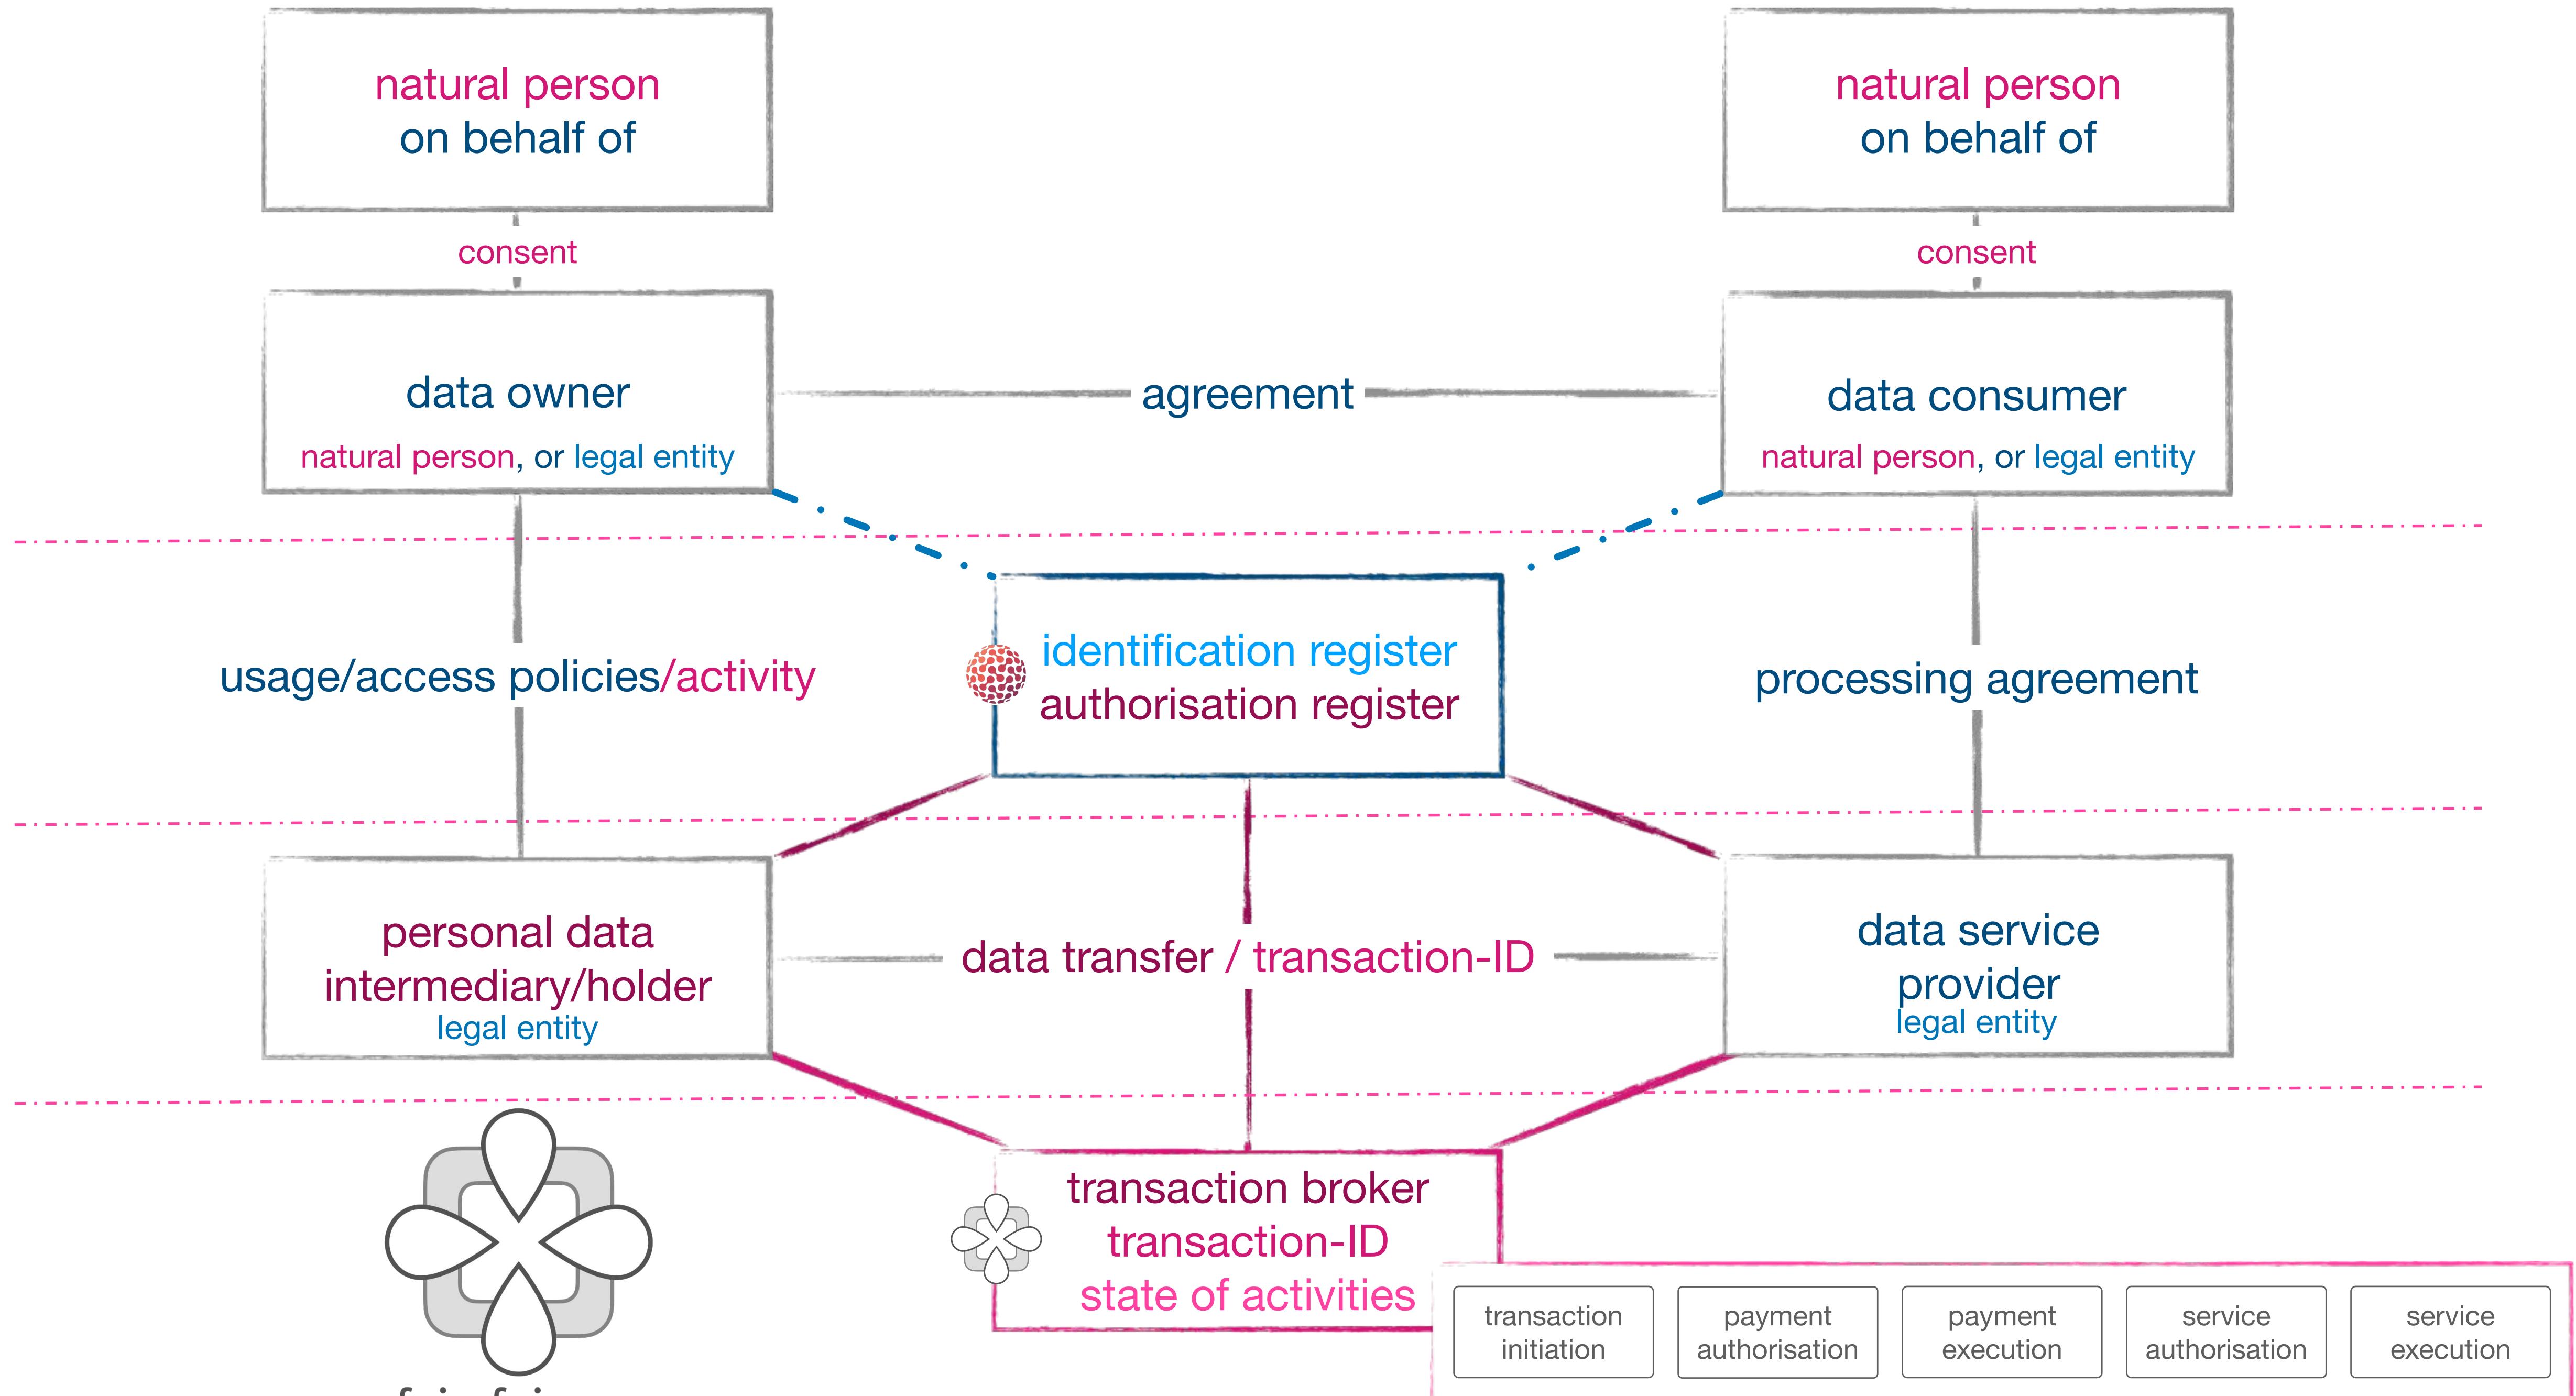 natural person
on behalf of
natural person
on behalf of
consent
consent
data owner
natural person, or legal entity
agreement
data consumer
natural person, or legal entity
identification register
authorisation register
usage/access policies/activity
processing agreement
personal data
intermediary/holder
legal entity
data transfer / transaction-ID
data service
provider
legal entity
transaction broker
transaction-ID
state of activities
transaction
initiation
payment
authorisation
payment
execution
service
authorisation
service
execution